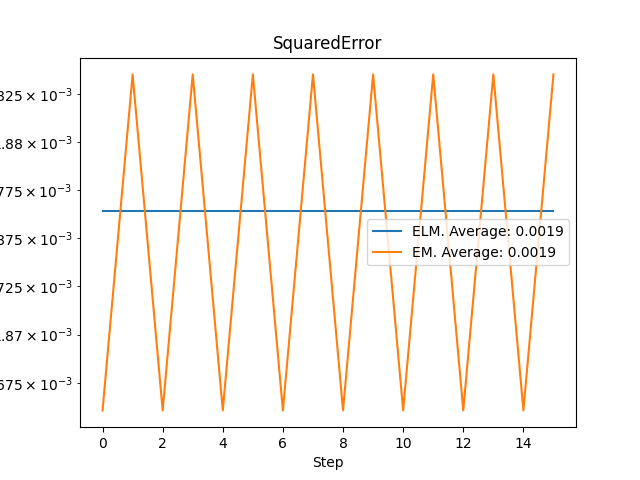 SquaredError
825 × 10⁻³
1.88 × 10⁻³
775 × 10⁻³
875 × 10⁻³
725 × 10⁻³
1.87 × 10⁻³
675 × 10⁻³
ELM. Average: 0.0019
EM. Average: 0.0019
0 2 4 6 8 10 12 14
Step